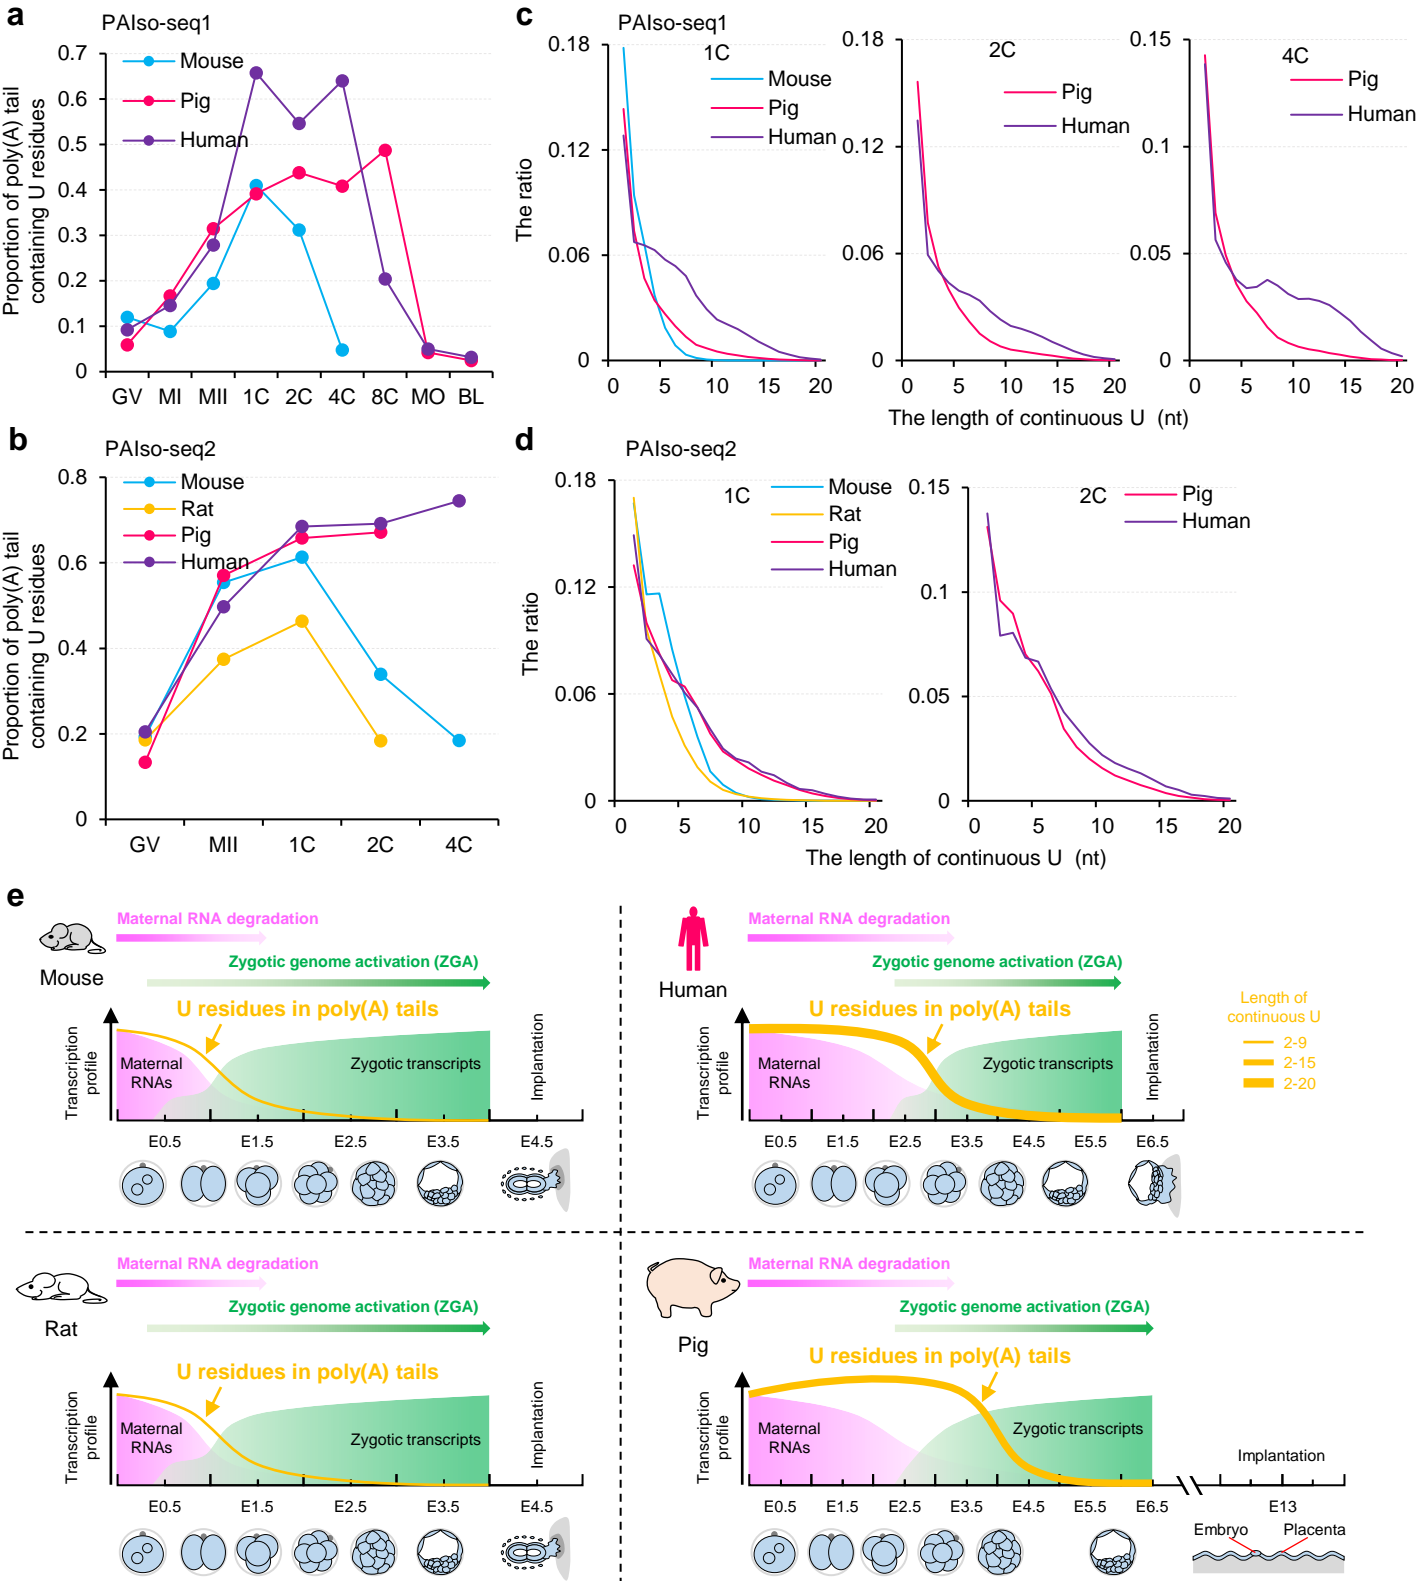 a
PAIso-seq1
Proportion of poly(A) tail
containing U residues
0.7
0.6
0.5
0.4
0.3
0.2
0.1
0
Mouse
Pig
Human
GV MI MII 1C 2C 4C 8C MO BL
b
PAIso-seq2
Proportion of poly(A) tail
containing U residues
0.8
0.6
0.4
0.2
0
Mouse
Rat
Pig
Human
GV MII 1C 2C 4C
c
PAIso-seq1
The ratio
0.18
0.12
0.06
0
1C
Mouse
Pig
Human
0 5 10 15 20
0.18
0.12
0.06
0
2C
Pig
Human
0 5 10 15 20
0.15
0.1
0.05
0
4C
Pig
Human
0 5 10 15 20
The length of continuous U (nt)
d
PAIso-seq2
The ratio
0.18
0.12
0.06
0
1C
Mouse
Rat
Pig
Human
0 5 10 15 20
0.15
0.1
0.05
0
2C
Pig
Human
0 5 10 15 20
The length of continuous U (nt)
e
Mouse
Maternal RNA degradation
Zygotic genome activation (ZGA)
U residues in poly(A) tails
Transcription
profile
Maternal
RNAs
Zygotic transcripts
Implantation
E0.5 E1.5 E2.5 E3.5 E4.5
Human
Maternal RNA degradation
Zygotic genome activation (ZGA)
U residues in poly(A) tails
Transcription
profile
Maternal
RNAs
Zygotic transcripts
Implantation
E0.5 E1.5 E2.5 E3.5 E4.5 E5.5 E6.5
Length of
continuous U
2-9
2-15
2-20
Rat
Maternal RNA degradation
Zygotic genome activation (ZGA)
U residues in poly(A) tails
Transcription
profile
Maternal
RNAs
Zygotic transcripts
Implantation
E0.5 E1.5 E2.5 E3.5 E4.5
Pig
Maternal RNA degradation
Zygotic genome activation (ZGA)
U residues in poly(A) tails
Transcription
profile
Maternal
RNAs
Zygotic transcripts
Implantation
E0.5 E1.5 E2.5 E3.5 E4.5 E5.5 E6.5 E13
Embryo Placenta